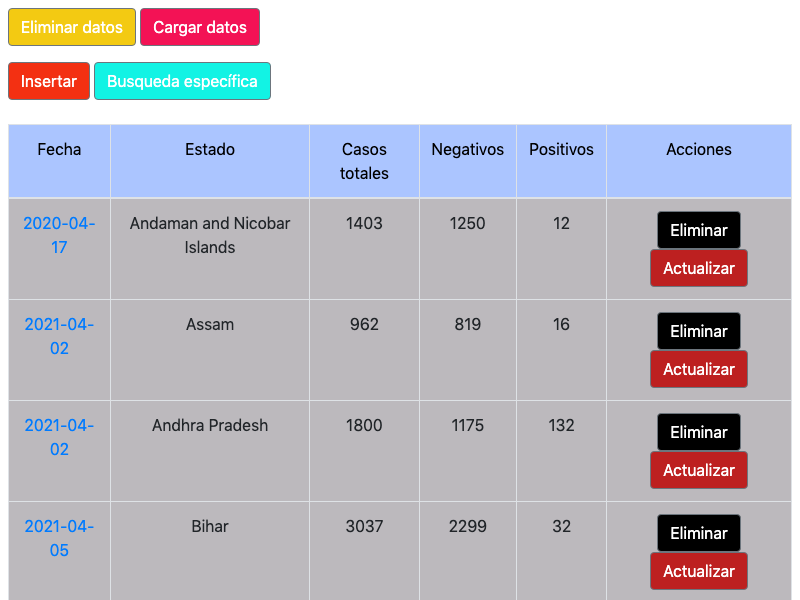 Eliminar datos Cargar datos
Insertar Busqueda específica
Fecha Estado Casos totales Negativos Positivos Acciones
2020-04-17 Andaman and Nicobar Islands 1403 1250 12 Eliminar Actualizar
2021-04-02 Assam 962 819 16 Eliminar Actualizar
2021-04-02 Andhra Pradesh 1800 1175 132 Eliminar Actualizar
2021-04-05 Bihar 3037 2299 32 Eliminar Actualizar